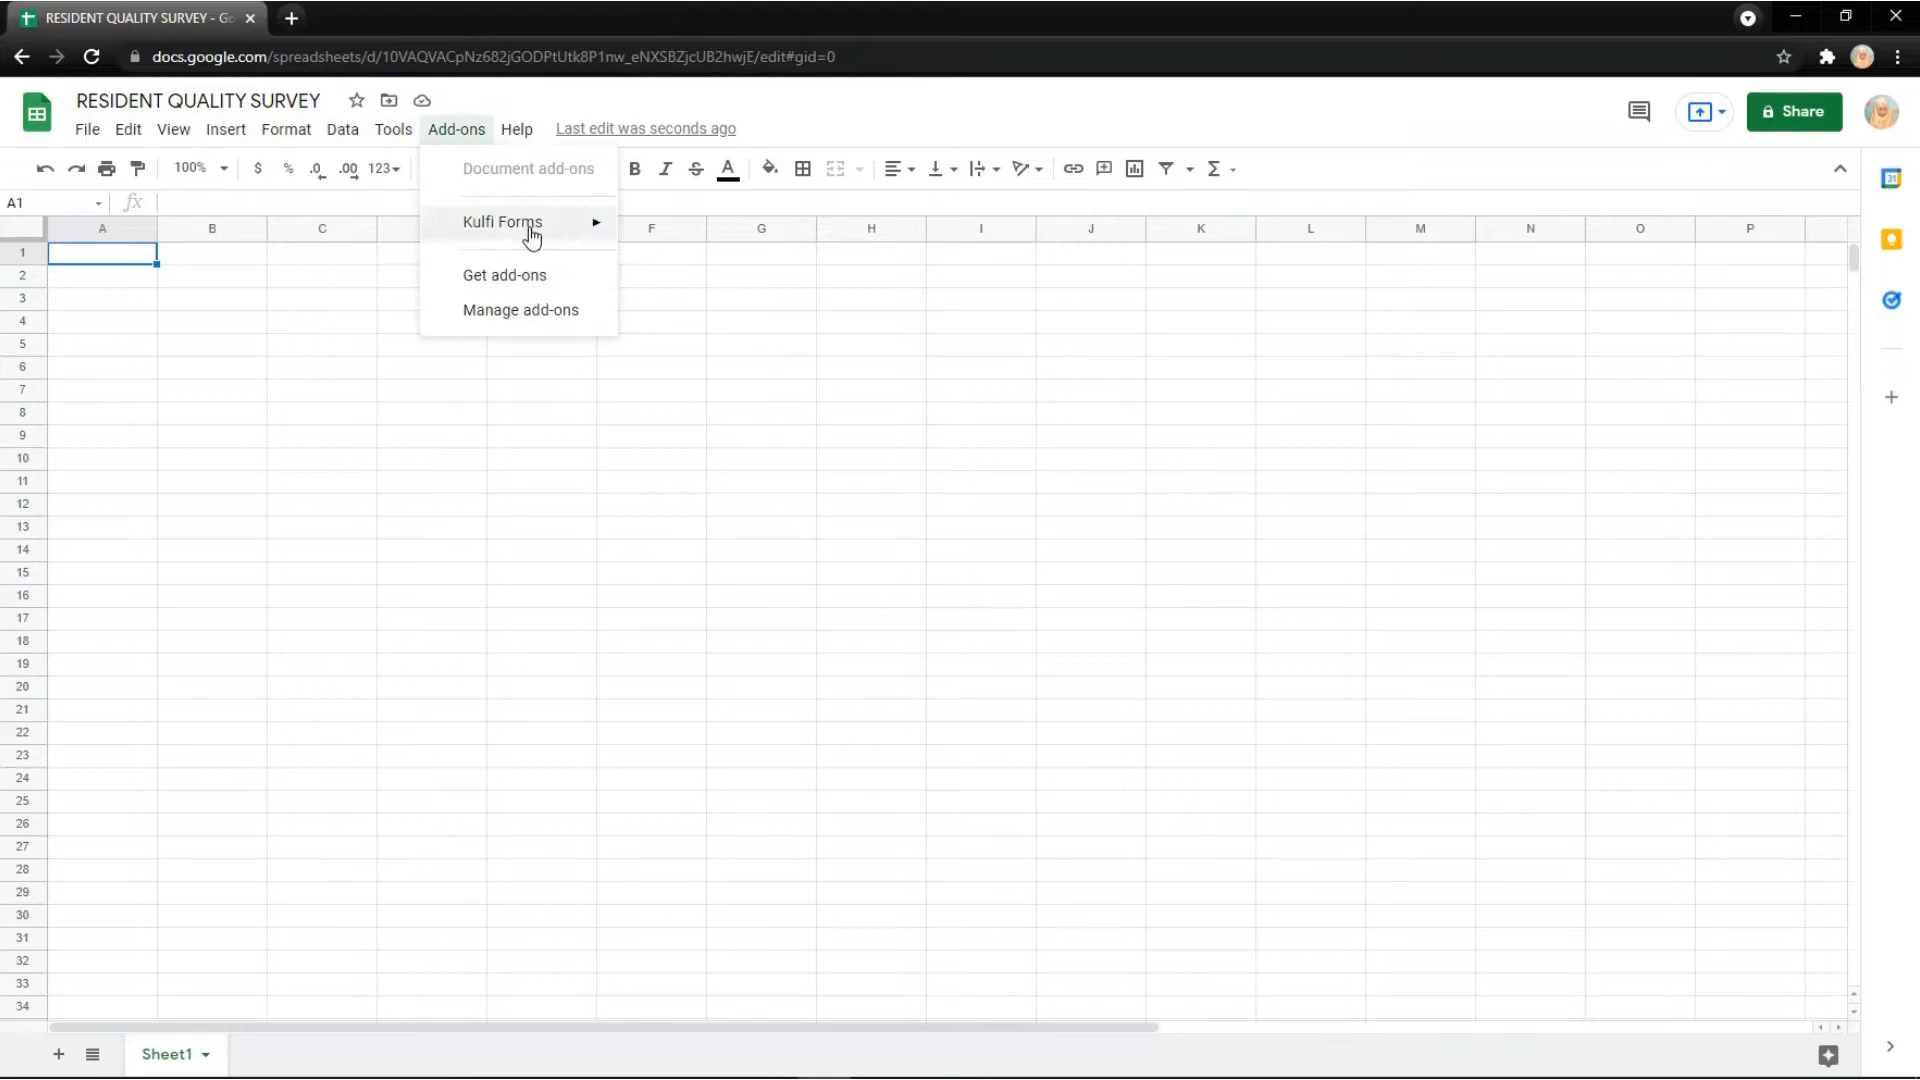 RESIDENT QUALITY SURVEY - Go
docs.google.com/spreadsheets/d/10VAQVACpNz682jGODPtUtk8P1nw_eNXSBZjcUB2hwjE/edit#gid=0
RESIDENT QUALITY SURVEY
Share
File Edit View Insert Format Data Tools Add-ons Help Last edit was seconds ago
100% $ % .0 .00 123 B I S A Σ
Document add-ons
31
A1 fx
Kulfi Forms
A B C F G H I J K L M N O P
1
2
Get add-ons
3
Manage add-ons
4
5
6
7
8
9
10
11
12
13
14
15
16
17
18
19
20
21
22
23
24
25
26
27
28
29
30
31
32
33
34
Sheet1